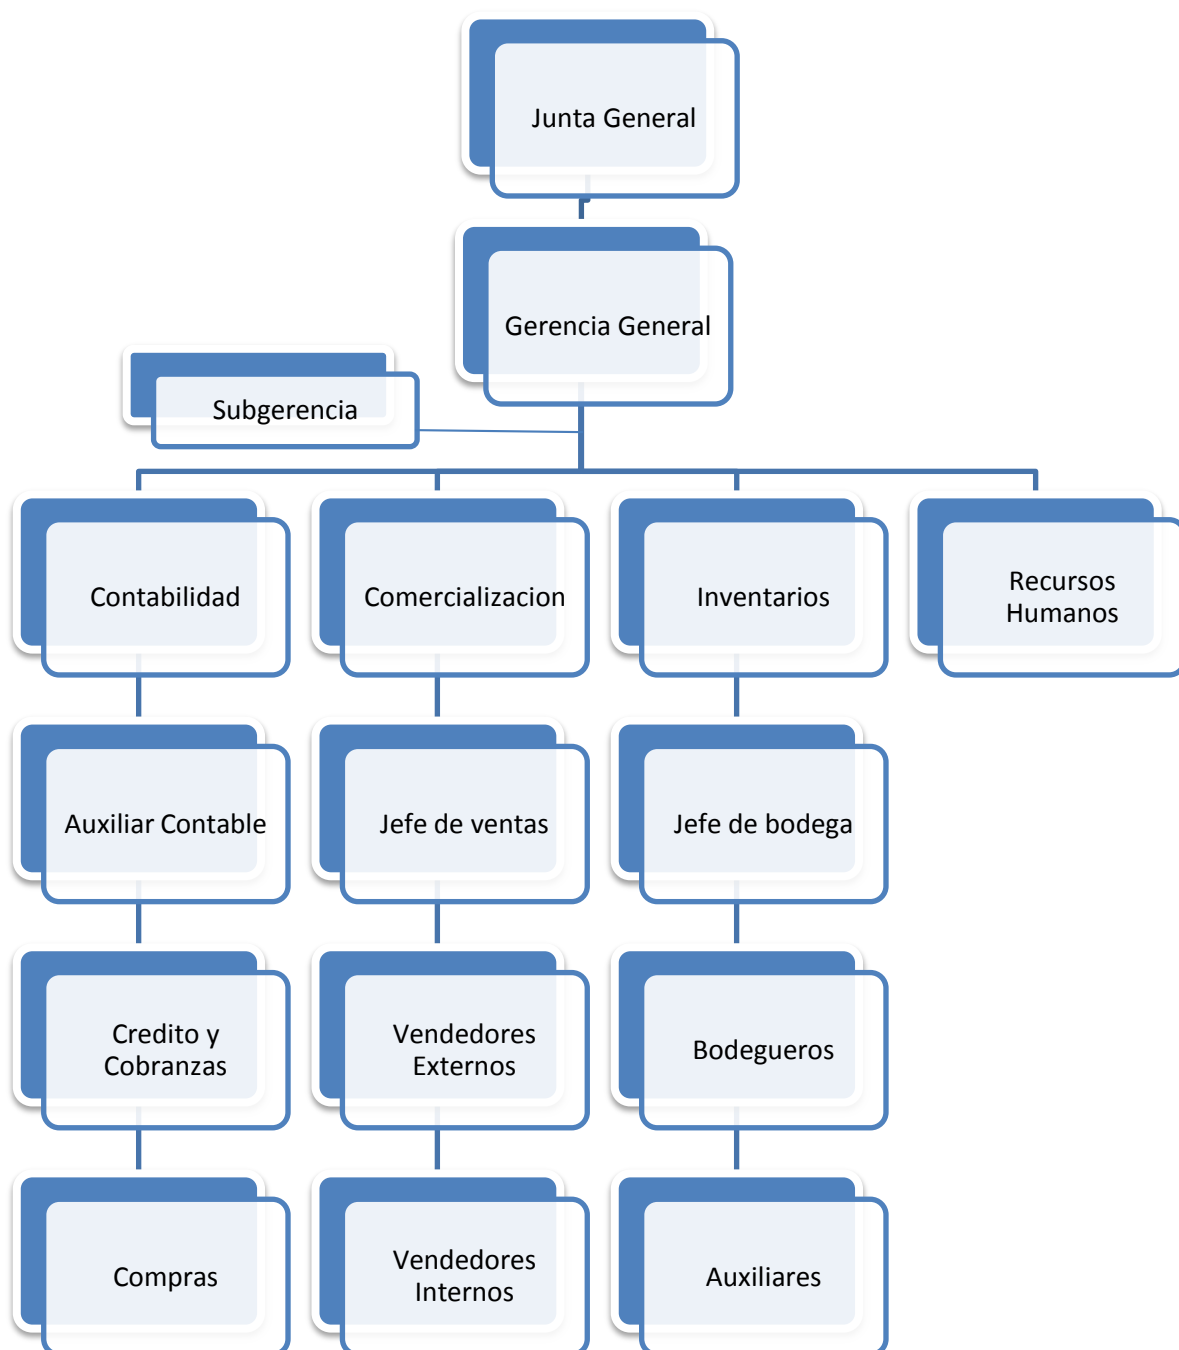 Junta General
Gerencia General
Subgerencia
Contabilidad
Comercializacion
Inventarios
Recursos
Humanos
Auxiliar Contable
Jefe de ventas
Jefe de bodega
Credito y
Cobranzas
Vendedores
Externos
Bodegueros
Compras
Vendedores
Internos
Auxiliares